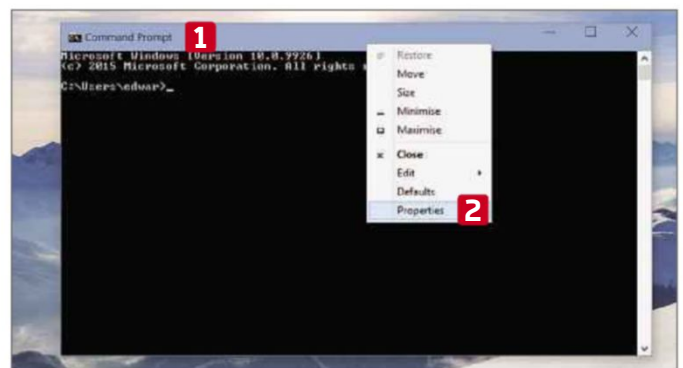 Command Prompt 1
Microsoft Windows [Version 10.0.9926]
(c) 2015 Microsoft Corporation. All rights
C:\Users\edwar>_
Restore
Move
Size
Minimise
Maximise
Close
Edit
Defaults
Properties 2